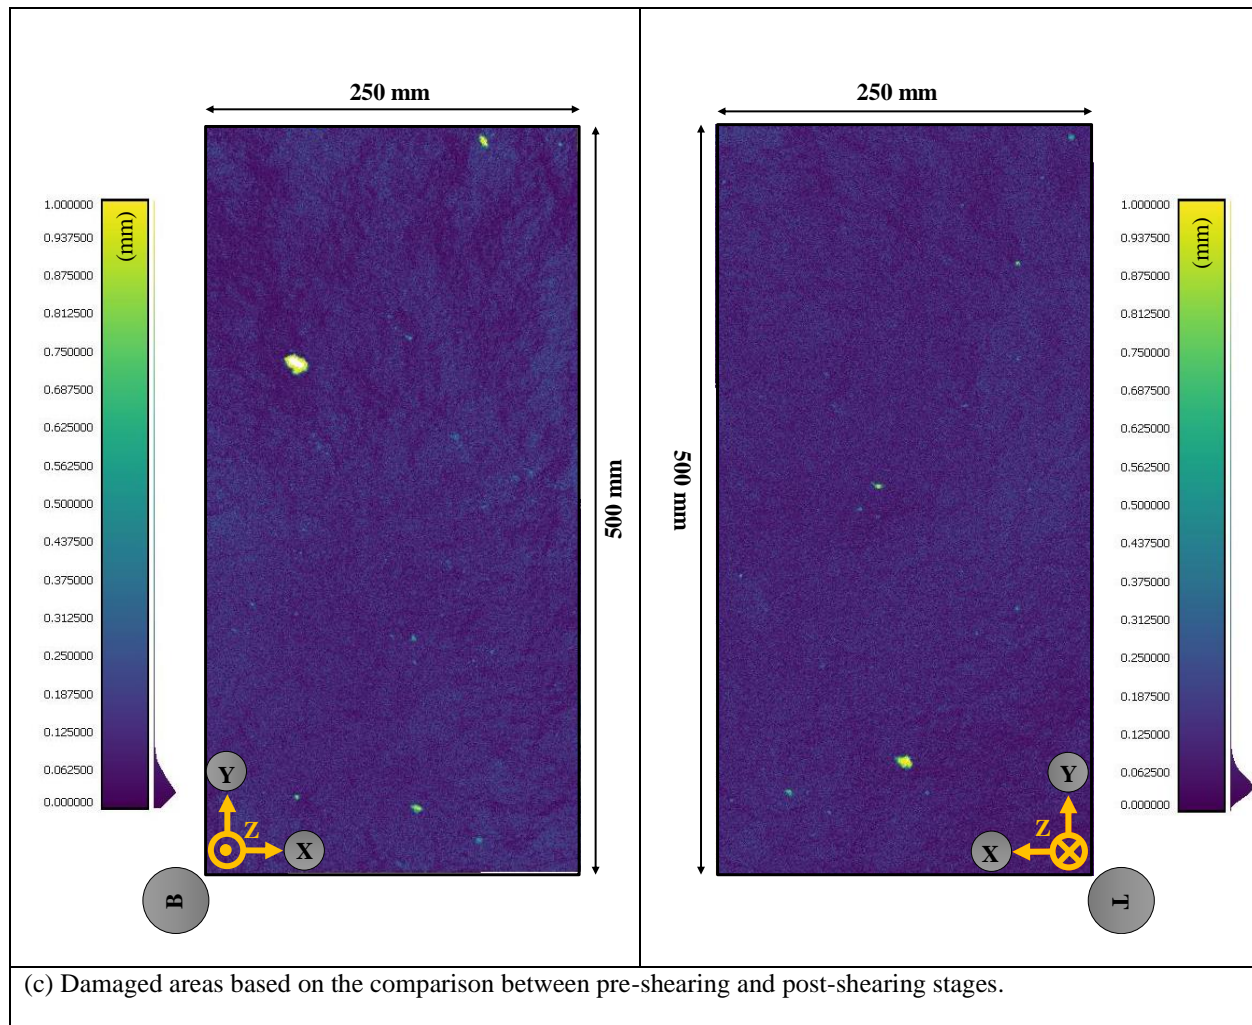 250 mm
250 mm
1.000000
0.937500
0.875000
0.812500
0.750000
0.687500
0.625000
0.562500
0.500000
0.437500
0.375000
0.312500
0.250000
0.187500
0.125000
0.062500
0.000000
(mm)
500 mm
Y
Z
X
B
500 mm
1.000000
0.937500
0.875000
0.812500
0.750000
0.687500
0.625000
0.562500
0.500000
0.437500
0.375000
0.312500
0.250000
0.187500
0.125000
0.062500
0.000000
(mm)
Y
Z
X
T
(c) Damaged areas based on the comparison between pre-shearing and post-shearing stages.